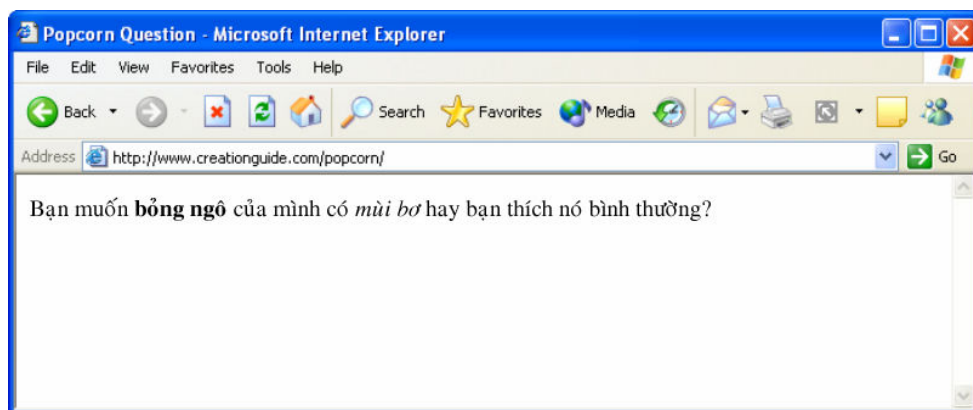 Popcorn Question - Microsoft Internet Explorer
File Edit View Favorites Tools Help
Back Search Favorites Media
Address http://www.creationguide.com/popcorn/ Go
Bạn muốn bỏng ngô của mình có mùi bơ hay bạn thích nó bình thường?